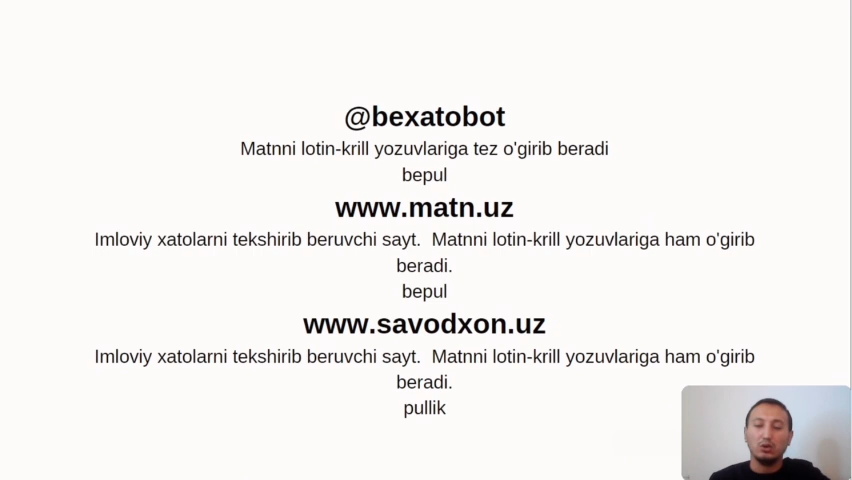 @bexatobot
Matnni lotin-krill yozuvlariga tez o'girib beradi
bepul
www.matn.uz
Imloviy xatolarni tekshirib beruvchi sayt.  Matnni lotin-krill yozuvlariga ham o'girib
beradi.
bepul
www.savodxon.uz
Imloviy xatolarni tekshirib beruvchi sayt.  Matnni lotin-krill yozuvlariga ham o'girib
beradi.
pullik